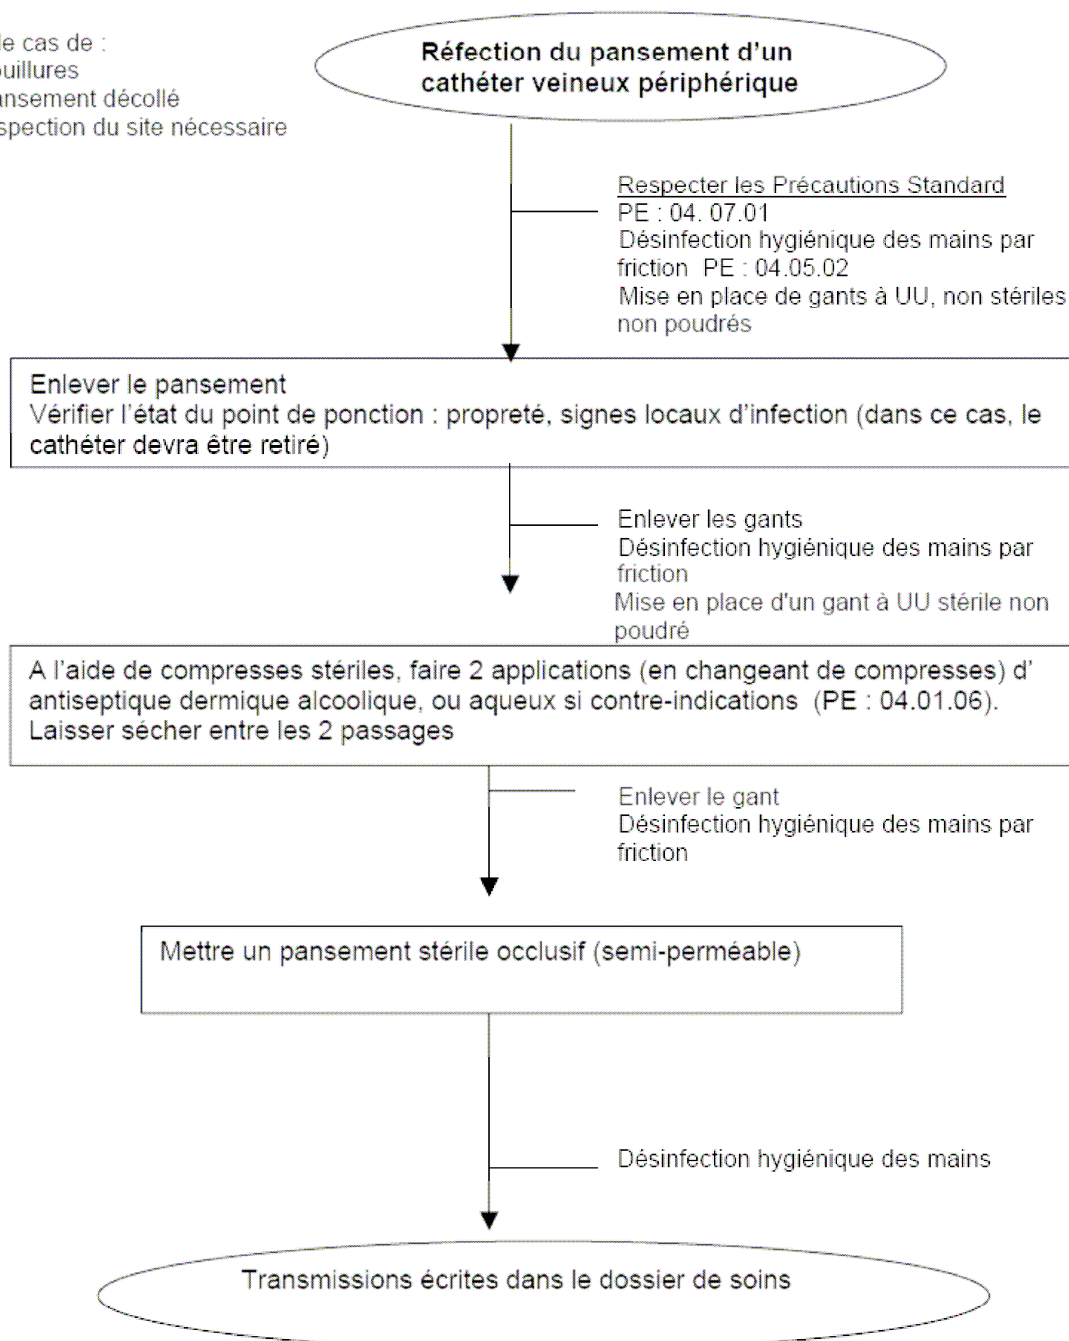 le cas de :
Réfection du pansement d'un
cathéter veineux périphérique
pansement décollé
inspection du site nécessaire
Respecter les Précautions Standard
PE : 04. 07.01
Désinfection hygiénique des mains par
friction PE : 04.05.02
Mise en place de gants à UU, non stériles
non poudrés
Enlever le pansement
Vérifier l'état du point de ponction : propreté, signes locaux d'infection (dans ce cas, le
cathéter devra être retiré)
Enlever les gants
Désinfection hygiénique des mains par
friction
Mise en place d'un gant à UU stérile non
poudré
A l'aide de compresses stériles, faire 2 applications (en changeant de compresses) d'
antiseptique dermique alcoolique, ou aqueux si contre-indications (PE : 04.01.06).
Laisser sécher entre les 2 passages
Enlever le gant
Désinfection hygiénique des mains par
friction
Mettre un pansement stérile occlusif (semi-perméable)
Désinfection hygiénique des mains
Transmissions écrites dans le dossier de soins